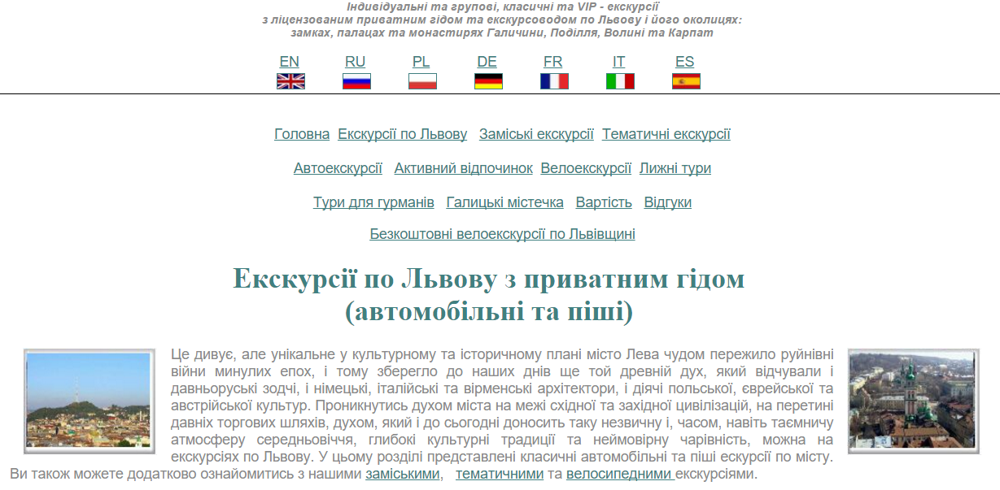 Індивідуальні та групові, класичні та VIP - екскурсії
з ліцензованим приватним гідом та екскурсоводом по Львову і його околицях:
замках, палацах та монастирях Галичини, Поділля, Волині та Карпат
EN RU PL DE FR IT ES
Головна Екскурсії по Львову Заміські екскурсії Тематичні екскурсії
Автоекскурсії Активний відпочинок Велоекскурсії Лижні тури
Тури для гурманів Галицькі містечка Вартість Відгуки
Безкоштовні велоекскурсії по Львівщині
Екскурсії по Львову з приватним гідом
(автомобільні та піші)
Це дивує, але унікальне у культурному та історичному плані місто Лева чудом пережило руйнівні
війни минулих епох, і тому зберегло до наших днів ще той древній дух, який відчували і
давньоруські зодчі, і німецькі, італійські та вірменські архітектори, і діячі польської, єврейської та
австрійської культур. Проникнутись духом міста на межі східної та західної цивілізацій, на перетині
давніх торгових шляхів, духом, який і до сьогодні доносить таку незвичну і, часом, навіть таємничу
атмосферу середньовіччя, глибокі культурні традиції та неймовірну чарівність, можна на
екскурсіях по Львову. У цьому розділі представлені класичні автомобільні та піші ескурсії по місту.
Ви також можете додатково ознайомитись з нашими заміськими, тематичними та велосипедними екскурсіями.